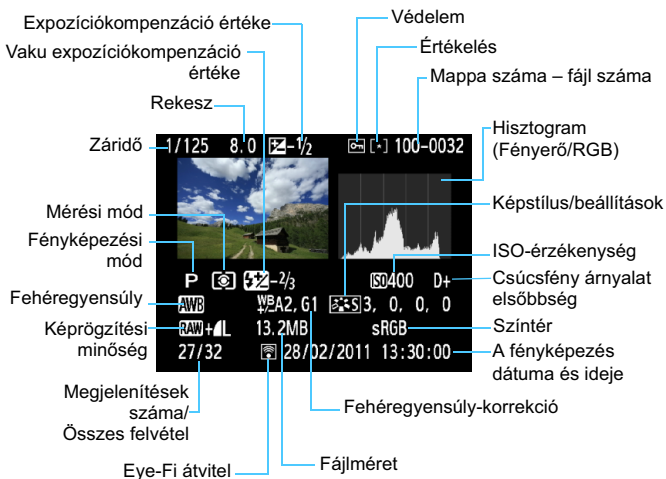 Expozíciókompenzáció értéke
Védelem
Vaku expozíciókompenzáció
értéke
Értékelés
Mappa száma – fájl száma
Rekesz
Záridő
Hisztogram
(Fényerő/RGB)
1/125 8.0 -1/2 100-0032
Mérési mód
Képstílus/beállítások
Fényképezési
mód
ISO-érzékenység
P -2/3 ISO400 D+
Csúcsfény árnyalat
elsőbbség
Fehéregyensúly
AWB WB+/-A2, G1 S3, 0, 0, 0
Képrögzítési
minőség
RAW+L 13.2MB sRGB
Színtér
27/32 28/02/2011 13:30:00
A fényképezés
dátuma és ideje
Megjelenítések
száma/
Összes felvétel
Fehéregyensúly-korrekció
Eye-Fi átvitel
Fájlméret